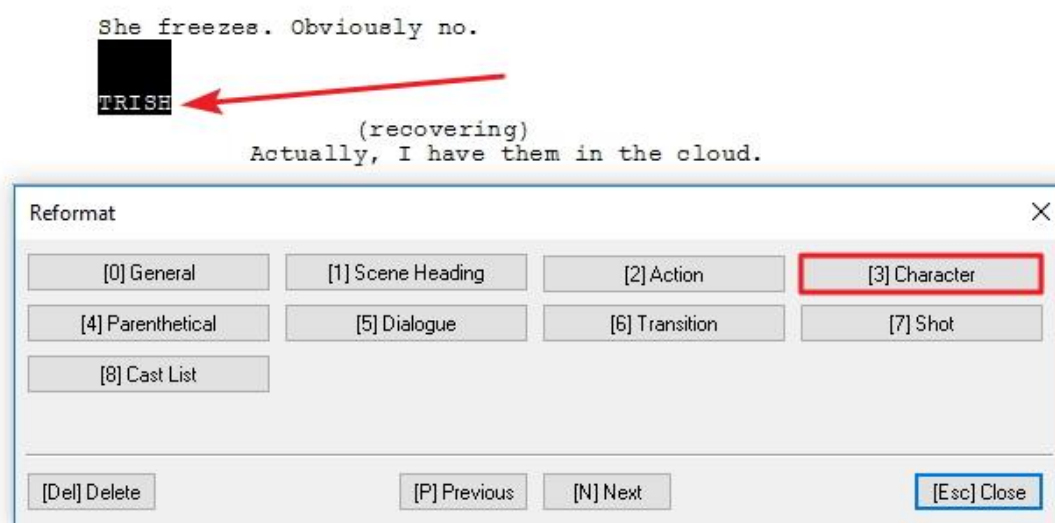 She freezes. Obviously no.
TRISH
(recovering)
Actually, I have them in the cloud.
Reformat
[0] General [1] Scene Heading [2] Action [3] Character
[4] Parenthetical [5] Dialogue [6] Transition [7] Shot
[8] Cast List
[Del] Delete [P] Previous [N] Next [Esc] Close